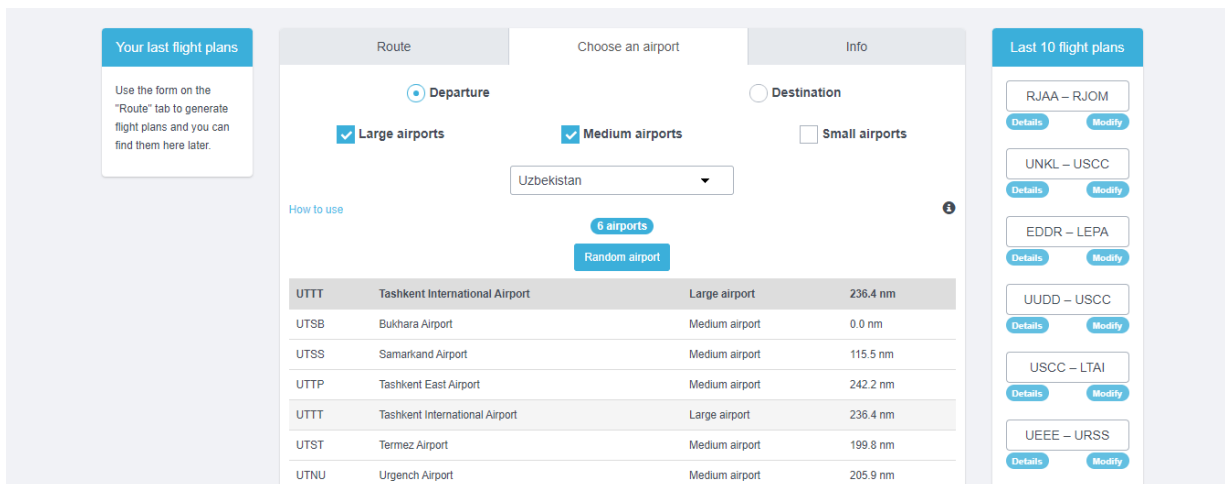 Your last flight plans
Use the form on the
"Route" tab to generate
flight plans and you can
find them here later.
Route Choose an airport Info
Departure Destination
Large airports Medium airports Small airports
Uzbekistan
How to use
6 airports
Random airport
UTTT Tashkent International Airport Large airport 236.4 nm
UTSB Bukhara Airport Medium airport 0.0 nm
UTSS Samarkand Airport Medium airport 115.5 nm
UTTP Tashkent East Airport Medium airport 242.2 nm
UTTT Tashkent International Airport Large airport 236.4 nm
UTST Termez Airport Medium airport 199.8 nm
UTNU Urgench Airport Medium airport 205.9 nm
Last 10 flight plans
RJAA – RJOM
Details Modify
UNKL – USCC
Details Modify
EDDR – LEPA
Details Modify
UUDD – USCC
Details Modify
USCC – LTAI
Details Modify
UEEE – URSS
Details Modify